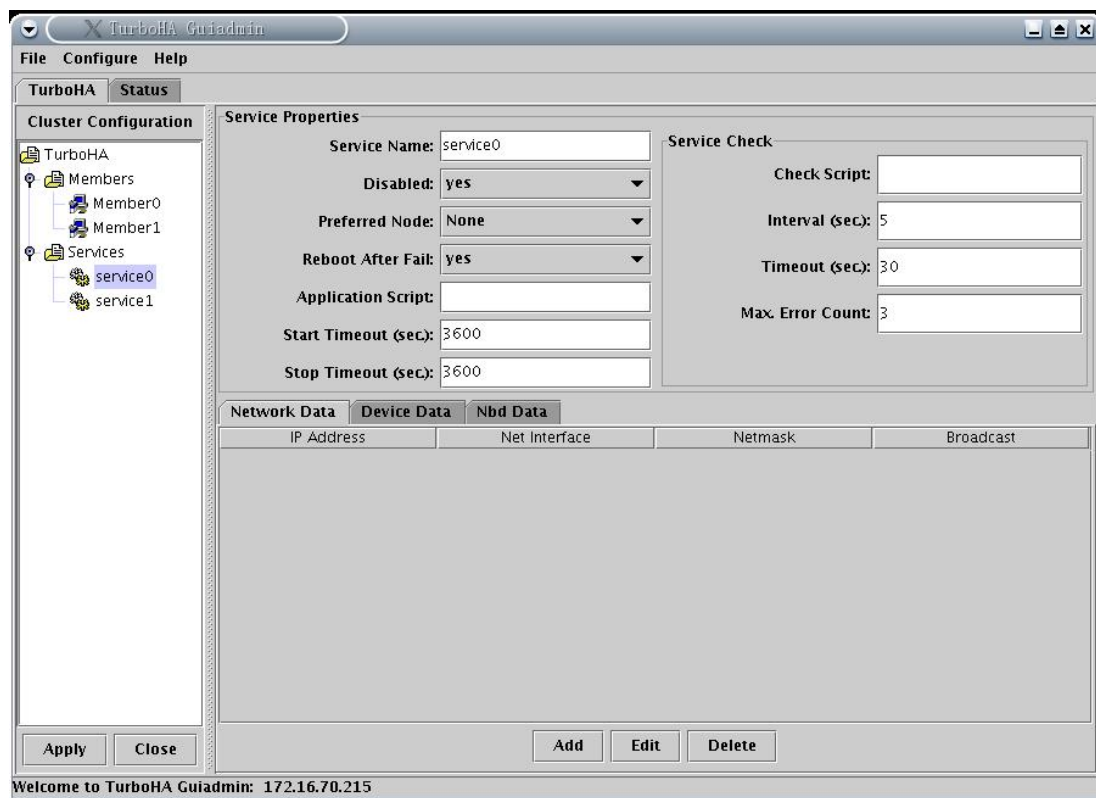 TurboHA Guiadmin
File Configure Help
TurboHA Status
Cluster Configuration
TurboHA
Members
Member0
Member1
Services
service0
service1
Apply Close
Service Properties
Service Name: service0
Disabled: yes
Preferred Node: None
Reboot After Fail: yes
Application Script:
Start Timeout (sec.): 3600
Stop Timeout (sec.): 3600
Service Check
Check Script:
Interval (sec.): 5
Timeout (sec.): 30
Max. Error Count: 3
Network Data Device Data Nbd Data
IP Address Net Interface Netmask Broadcast
Add Edit Delete
Welcome to TurboHA Guiadmin: 172.16.70.215